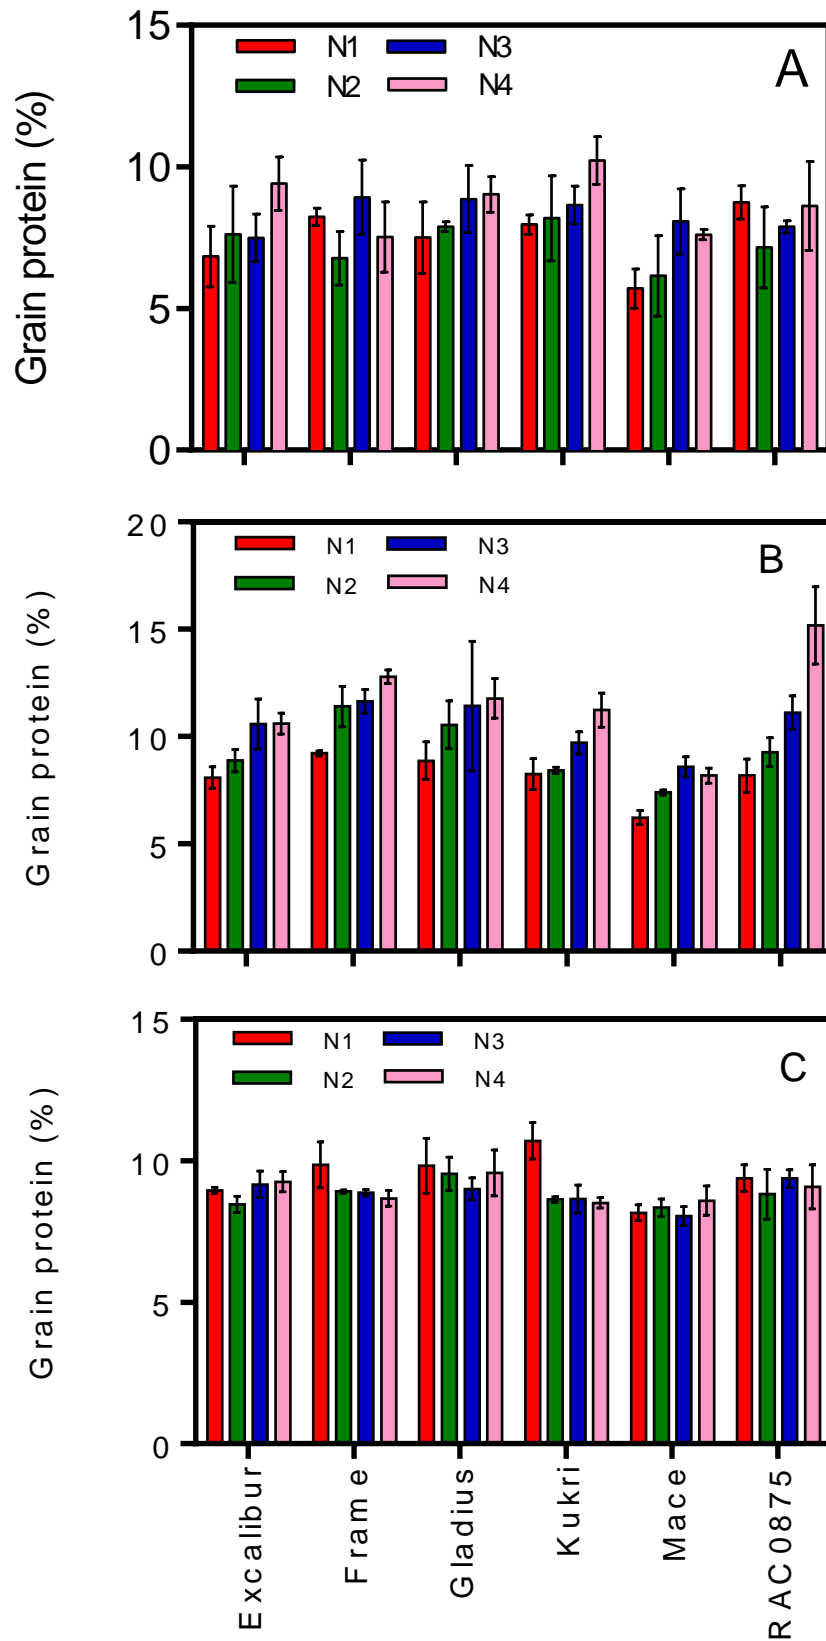 15
N1 N3
N2 N4
A
10
5
0
Grain protein (%)
20
N1 N3
N2 N4
B
15
10
5
0
Grain protein (%)
15
N1 N3
N2 N4
C
10
5
0
Grain protein (%)
Excalibur
Frame
Gladius
Kukri
Mace
RAC0875